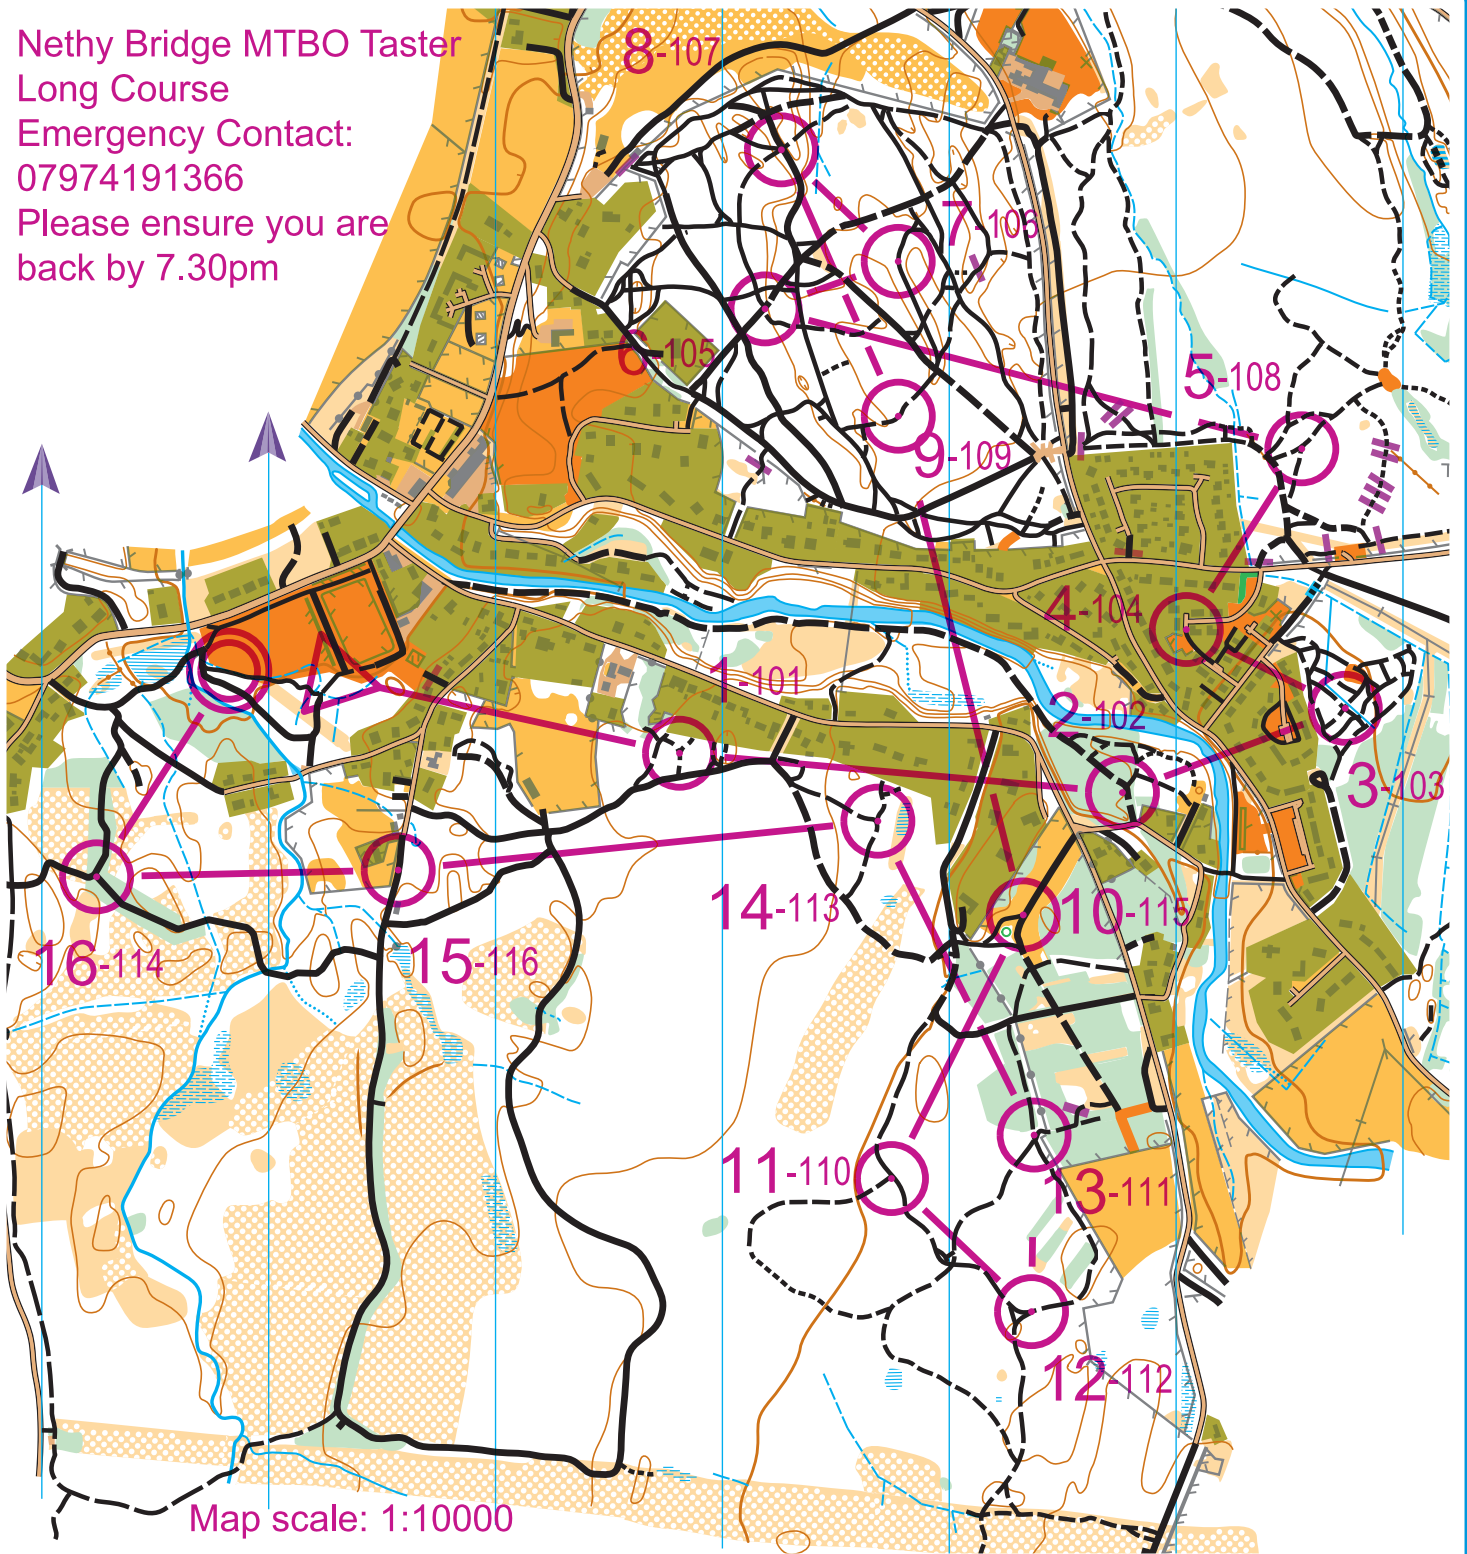 Nethy Bridge MTBO Taster
Long Course
Emergency Contact:
07974191366
Please ensure you are
back by 7.30pm
8-107
7-106
6-105
5-108
9-109
4-104
1-101
2-102
3-103
14-113
10-115
16-114
15-116
11-110
13-111
12-112
Map scale: 1:10000